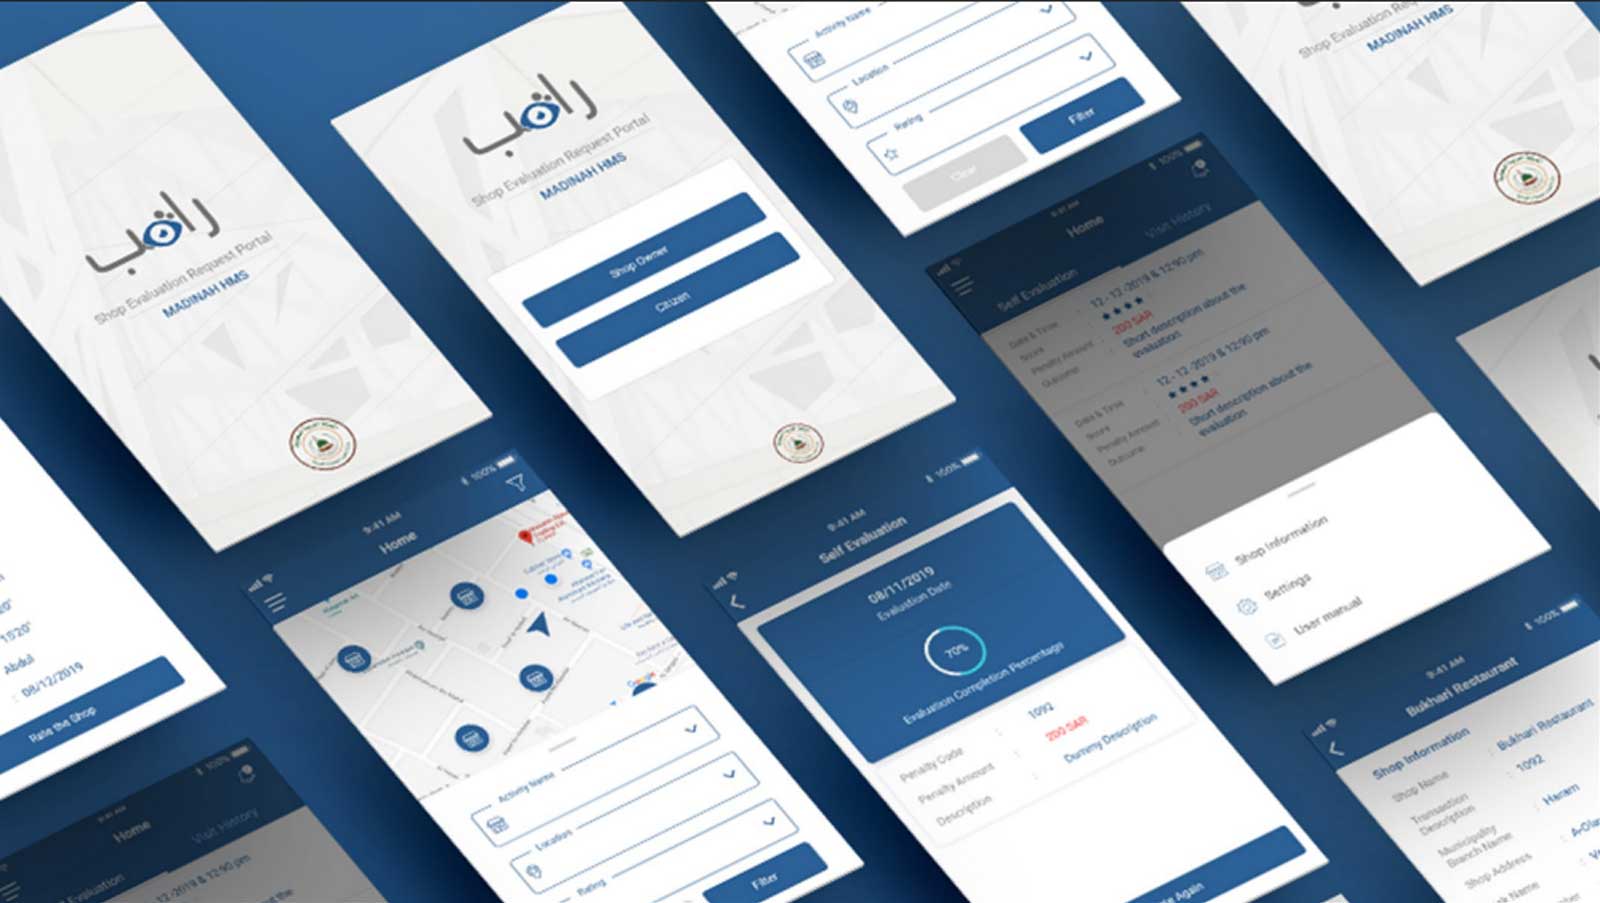 راقب
Shop Evaluation Request Portal
MADINAH HMS
راقب
Shop Evaluation Request Portal
MADINAH HMS
Shop Owner
Citizen
Activity Name
Location
Rating
Clear
Filter
Shop Evaluation Request
MADINAH HMS
100%
9:41 AM
Home
Self Evaluation
Visit History
Date & Time : 12 - 12 -2019 & 12:90 pm
Score :
Penalty Amount : 200 SAR
Outcome : Short description about the
evaluation
Date & Time : 12 - 12 -2019 & 12:90 pm
Score :
Penalty Amount : 200 SAR
Outcome : Short description about the
evaluation
Shop Information
Settings
User manual
1520"
Abdul
: 08/12/2019
Rate the Shop
100%
9:41 AM
Home
Google
Activity Name
Location
Rating
Filter
100%
9:41 AM
Self Evaluation
08/11/2019
Evaluation Date
70%
Evaluation Completion Percentage
Penalty Code : 1092
Penalty Amount : 200 SAR
Description : Dummy Description
Again
100%
9:41 AM
Home
Evaluation
Visit History
-2019 & 12:90 pm
about the
100%
9:41 AM
Bukhari Restaurant
Shop Information
Shop Name : Bukhari Restaurant
Transaction
Description : 1092
Municipality
Branch Name : Haram
Shop Address :
Name